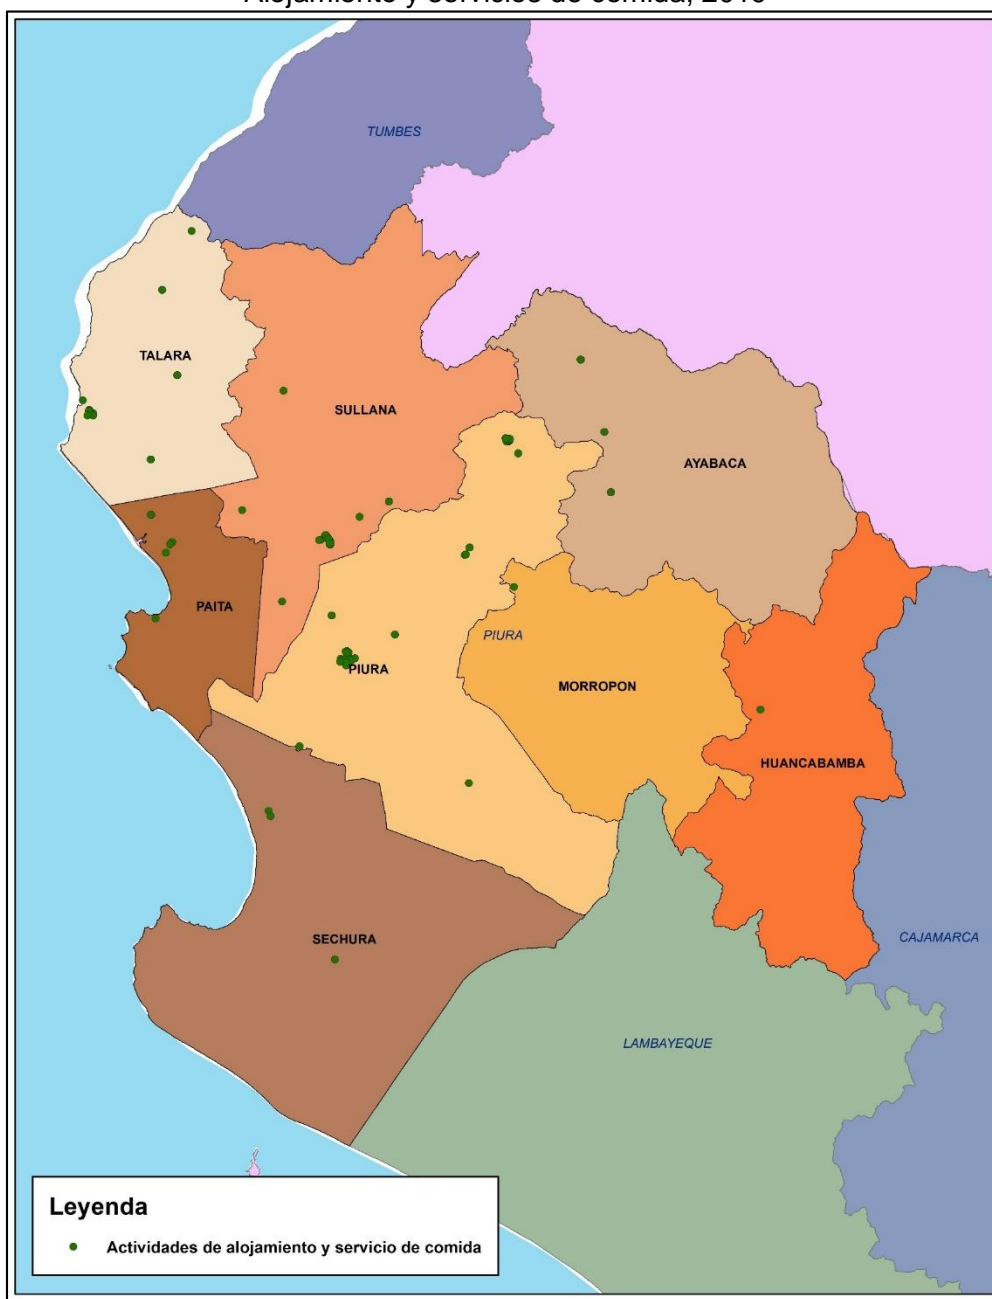 Alojamiento y servicios de comida, 2016
TUMBES
TALARA
SULLANA
AYABACA
PAITA
PIURA
PIURA
MORROPON
HUANCABAMBA
SECHURA
CAJAMARCA
LAMBAYEQUE
Leyenda
Actividades de alojamiento y servicio de comida